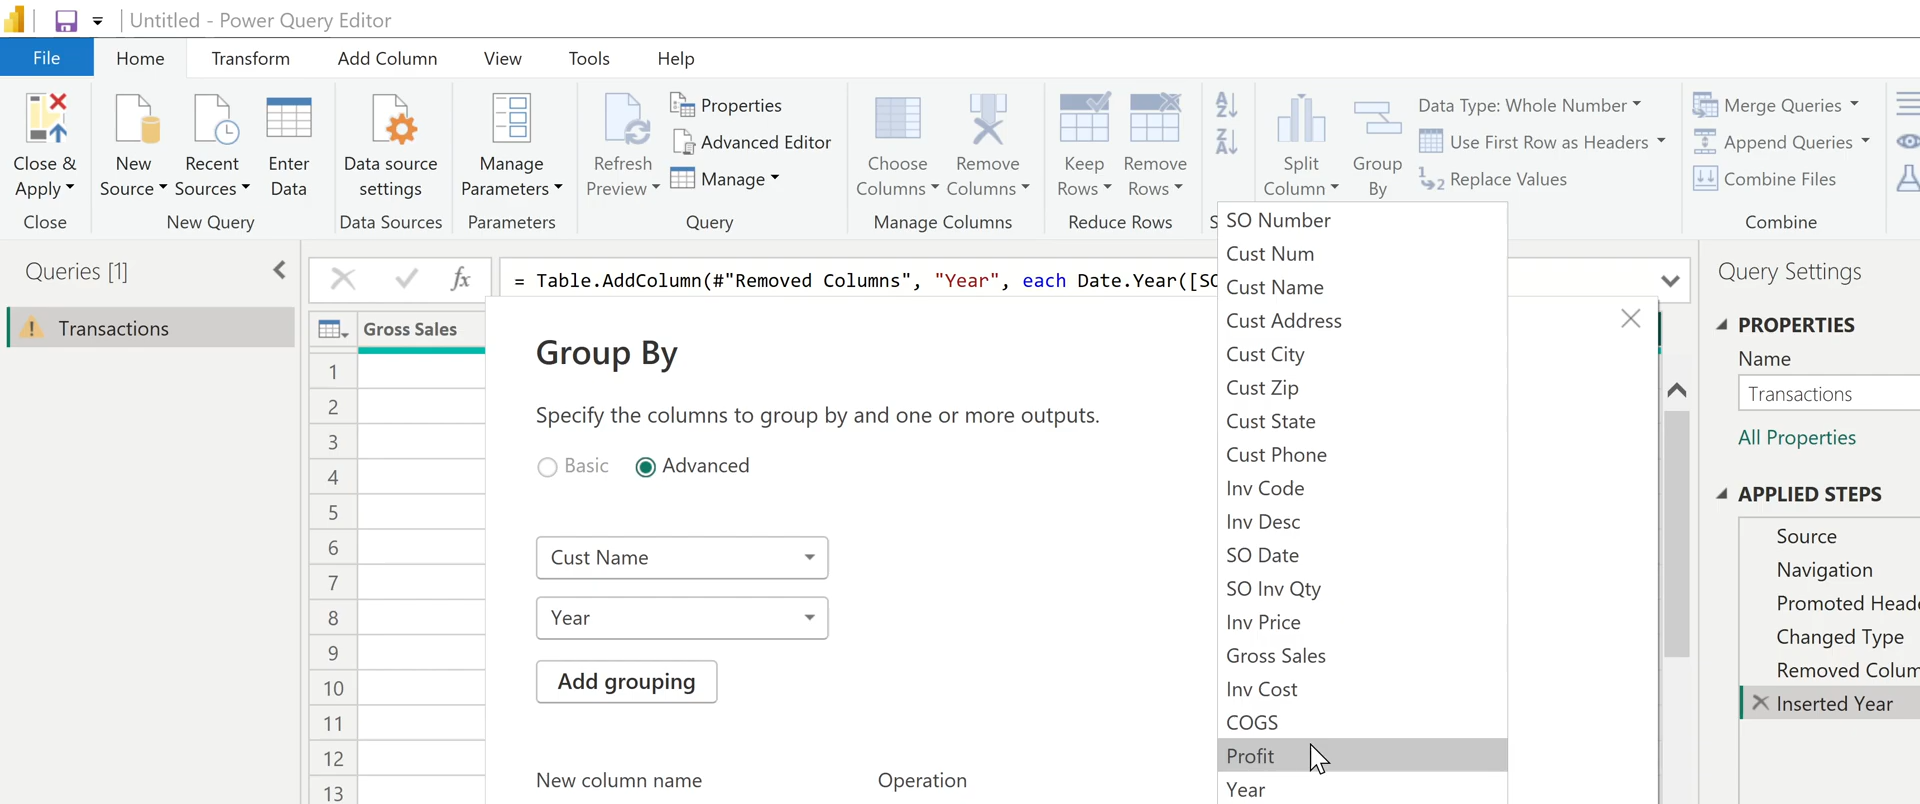 Untitled - Power Query Editor
File Home Transform Add Column View Tools Help
Close & Apply
Close
New Source
Recent Sources
Enter Data
New Query
Data source settings
Data Sources
Manage Parameters
Parameters
Refresh Preview
Properties
Advanced Editor
Manage
Query
Choose Columns
Remove Columns
Manage Columns
Keep Rows
Remove Rows
Reduce Rows
Split Column
Group By
Data Type: Whole Number
Use First Row as Headers
Replace Values
Merge Queries
Append Queries
Combine Files
Combine
Queries [1]
Transactions
fx
= Table.AddColumn(#"Removed Columns", "Year", each Date.Year([SO
Gross Sales
1
2
3
4
5
6
7
8
9
10
11
12
13
Group By
Specify the columns to group by and one or more outputs.
Basic Advanced
Cust Name
Year
Add grouping
New column name Operation
SO Number
Cust Num
Cust Name
Cust Address
Cust City
Cust Zip
Cust State
Cust Phone
Inv Code
Inv Desc
SO Date
SO Inv Qty
Inv Price
Gross Sales
Inv Cost
COGS
Profit
Year
Query Settings
PROPERTIES
Name
Transactions
All Properties
APPLIED STEPS
Source
Navigation
Promoted Heade
Changed Type
Removed Colum
Inserted Year